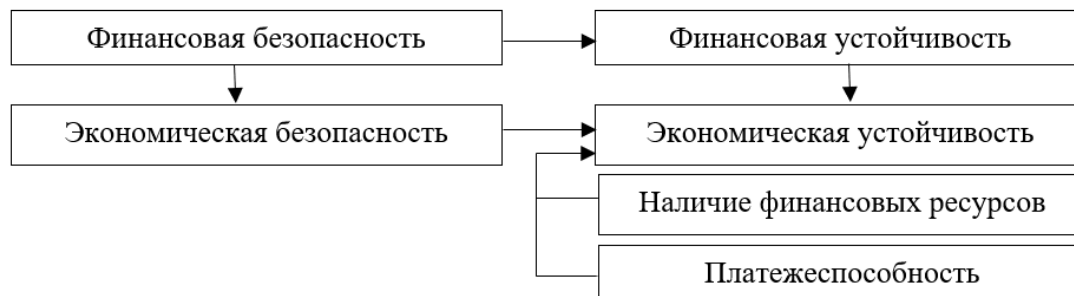 Финансовая безопасность
Финансовая устойчивость
Экономическая безопасность
Экономическая устойчивость
Наличие финансовых ресурсов
Платежеспособность